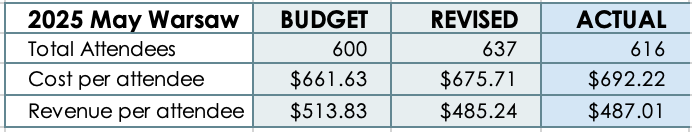 2025 May Warsaw BUDGET REVISED ACTUAL
Total Attendees 600 637 616
Cost per attendee $661.63 $675.71 $692.22
Revenue per attendee $513.83 $485.24 $487.01